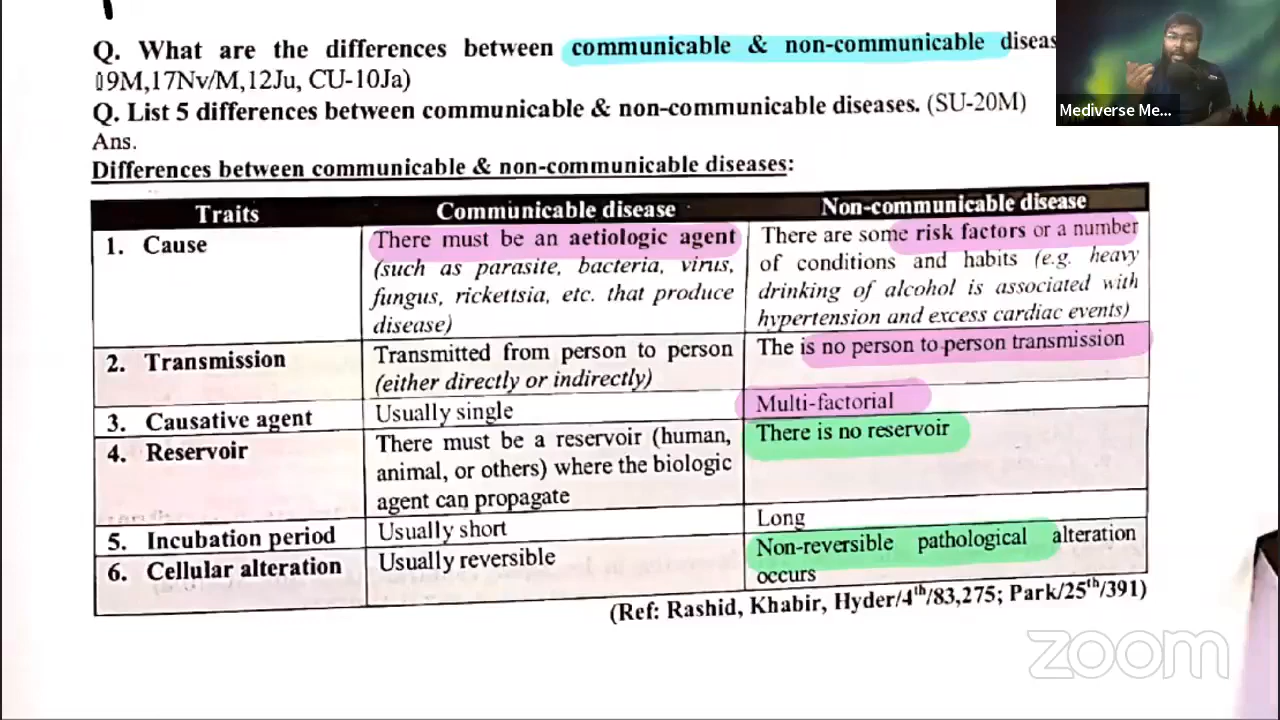 Q. What are the differences between communicable & non-communicable diseas
09M,17Nv/M,12Ju, CU-10Ja)
Q. List 5 differences between communicable & non-communicable diseases. (SU-20M)
Ans.
Differences between communicable & non-communicable diseases:
Traits
Communicable disease
Non-communicable disease
1. Cause
There must be an aetiologic agent
(such as parasite, bacteria, virus,
fungus, rickettsia, etc. that produce
disease)
There are some risk factors or a number
of conditions and habits (e.g. heavy
drinking of alcohol is associated with
hypertension and excess cardiac events)
2. Transmission
Transmitted from person to person
(either directly or indirectly)
The is no person to person transmission
3. Causative agent
Usually single
Multi-factorial
4. Reservoir
There must be a reservoir (human,
animal, or others) where the biologic
agent can propagate
There is no reservoir
5. Incubation period
Usually short
Long
6. Cellular alteration
Usually reversible
Non-reversible pathological alteration
occurs
(Ref: Rashid, Khabir, Hyder/4th/83,275; Park/25th/391)
Mediverse Me...
zoom